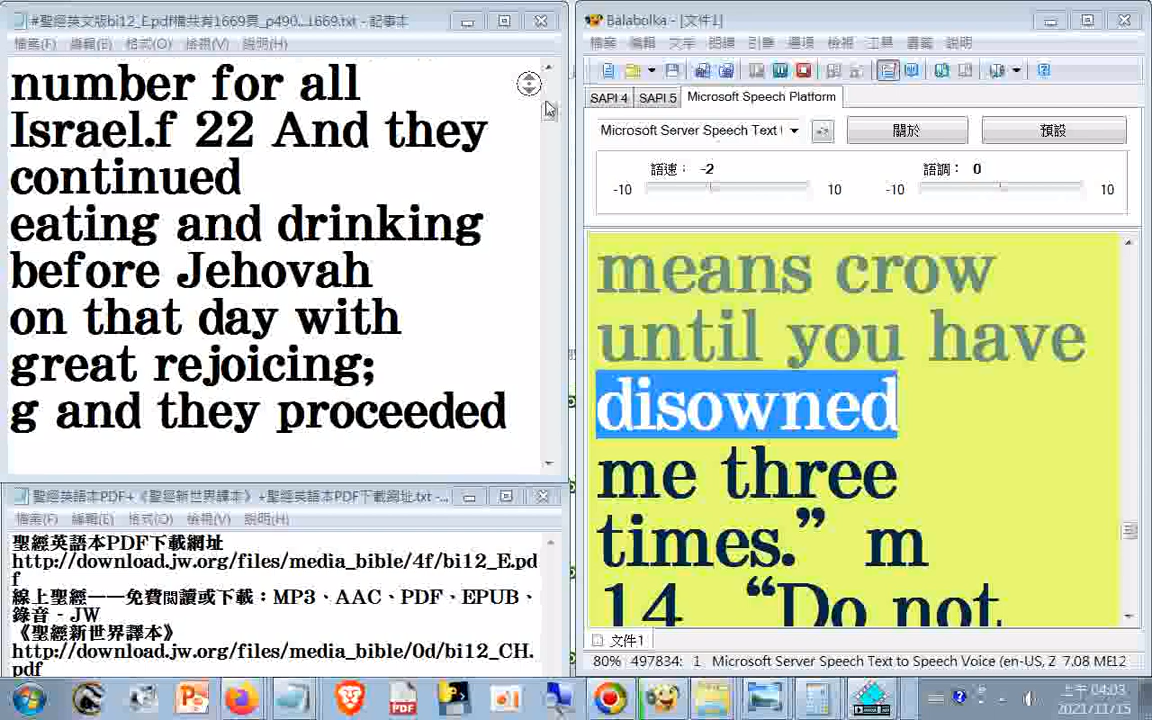 #聖經英文版bi12_E.pdf檔共有1669頁_p490...1669.txt - 記事本
檔案(F) 編輯(E) 格式(O) 檢視(V) 說明(H)
number for all
Israel.f 22 And they
continued
eating and drinking
before Jehovah
on that day with
great rejoicing;
g and they proceeded
聖經英語本PDF+《聖經新世界譯本》+聖經英語本PDF下載網址.txt -...
檔案(F) 編輯(E) 格式(O) 檢視(V) 說明(H)
聖經英語本PDF下載網址
http://download.jw.org/files/media_bible/4f/bi12_E.pd
f
線上聖經——免費閱讀或下載：MP3、AAC、PDF、EPUB、
錄音 - JW
《聖經新世界譯本》
http://download.jw.org/files/media_bible/0d/bi12_CH.
pdf
Balabolka - [文件1]
檔案 編輯 文字 朗讀 引擎 選項 檢視 工具 書籤 說明
SAPI 4 SAPI 5 Microsoft Speech Platform
Microsoft Server Speech Text 關於 預設
語速： -2 語調： 0
-10 10 -10 10
means crow
until you have
disowned
me three
times.” m
14 “Do not
文件1
80% 497834: 1 Microsoft Server Speech Text to Speech Voice (en-US, Z 7.08 ME12
PDF
上午 04:03
2021/11/15